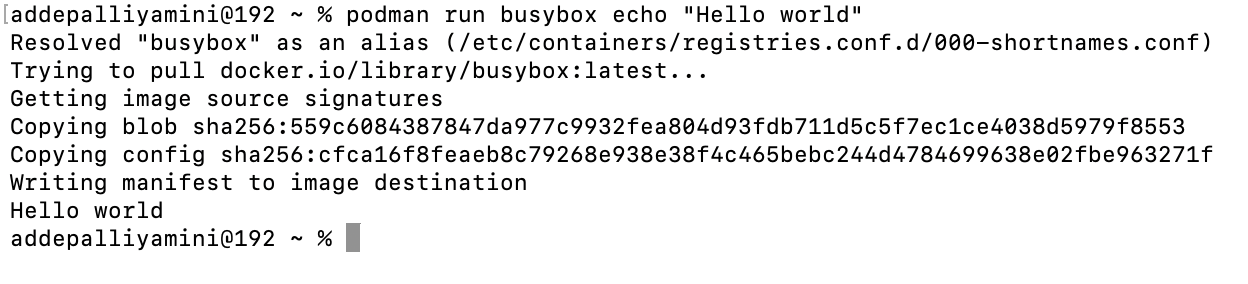 [addepalliyamini@192 ~ % podman run busybox echo "Hello world"
Resolved "busybox" as an alias (/etc/containers/registries.conf.d/000-shortnames.conf)
Trying to pull docker.io/library/busybox:latest...
Getting image source signatures
Copying blob sha256:559c6084387847da977c9932fea804d93fdb711d5c5f7ec1ce4038d5979f8553
Copying config sha256:cfca16f8feaeb8c79268e938e38f4c465bebc244d4784699638e02fbe963271f
Writing manifest to image destination
Hello world
addepalliyamini@192 ~ %